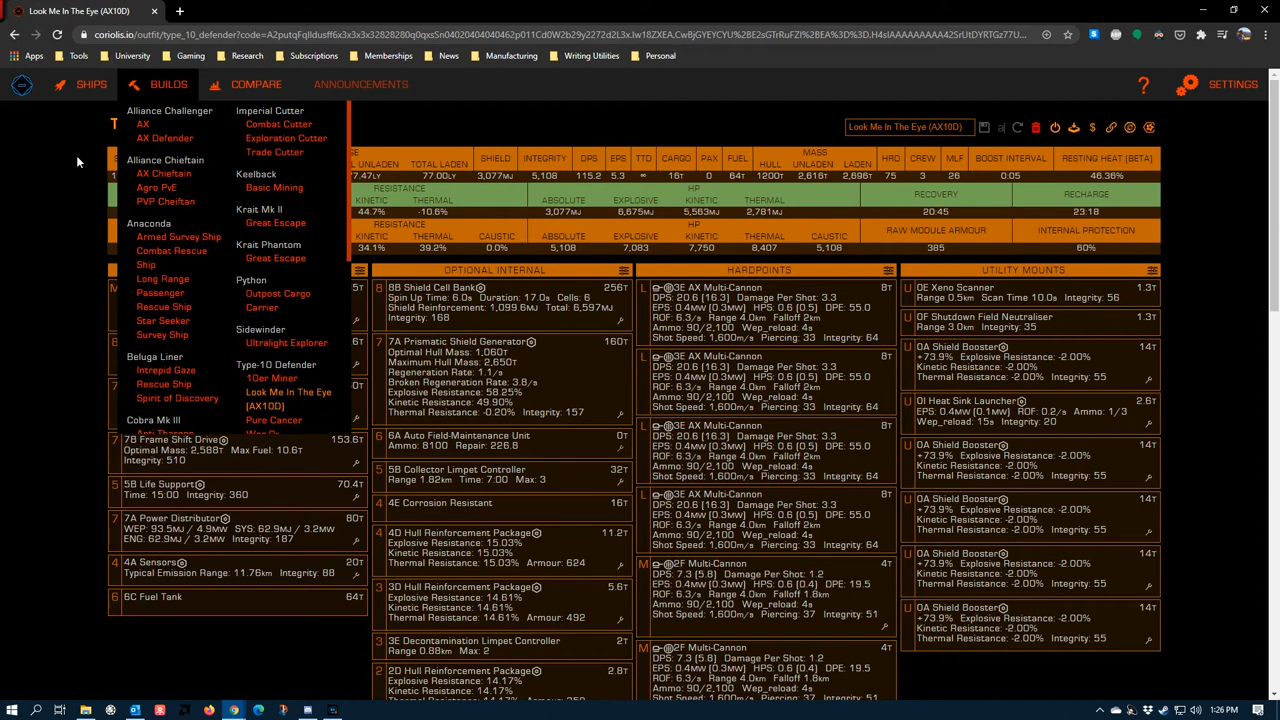 Look Me In The Eye (AX10D)
coriolis.io/outfit/type_10_defender?code=A2putqFqlldusff6x3x3x3x32828280q0qxsSn04020404040462p011Cd0W2b29y2272d2f2g.Iw18ZXEA.CwBjGYEYCYU%2BIEA%3D%3D.H4sIAAAAAAAA
Apps
Tools
University
Gaming
Research
Subscriptions
Memberships
News
Manufacturing
Writing Utilities
Personal
SHIPS
BUILDS
COMPARE
ANNOUNCEMENTS
?
SETTINGS
Alliance Challenger
AX
AX Defender
Alliance Chieftain
AX Chieftain
Agro PvE
PVP Cheiftan
Anaconda
Armed Survey Ship
Combat Rescue
Ship
Long Range
Passenger
Rescue Ship
Star Seeker
Survey Ship
Beluga Liner
Intrepid Gaze
Rescue Ship
Spirit of Discovery
Cobra Mk III
Imperial Cutter
Combat Cutter
Exploration Cutter
Trade Cutter
Keelback
Basic Mining
Krait Mk II
Great Escape
Krait Phantom
Great Escape
Python
Outpost Cargo
Carrier
Sidewinder
Ultralight Explorer
Type-10 Defender
10er Miner
Look Me In The Eye
(AX10D)
Pure Cancer
Look Me In The Eye (AX10D)
UNLADEN TOTAL LADEN SHIELD INTEGRITY DPS EPS TTD CARGO PAX FUEL MASS HULL UNLADEN LADEN HRD CREW MLF BOOST INTERVAL RESTING HEAT (BETA)
77.47LY 77.00LY 3,077MJ 5,108 115.2 5.3 ∞ 16T 0 64T 1200T 2,616T 2,696T 75 3 26 0:05 46.36%
RESISTANCE HP RECOVERY RECHARGE
KINETIC THERMAL ABSOLUTE EXPLOSIVE KINETIC THERMAL
44.7% -10.6% 3,077MJ 6,675MJ 5,563MJ 2,781MJ 20:45 23:18
RESISTANCE HP RAW MODULE ARMOUR INTERNAL PROTECTION
KINETIC THERMAL CAUSTIC ABSOLUTE EXPLOSIVE KINETIC THERMAL CAUSTIC
34.1% 39.2% 0.0% 5,108 7,083 7,750 8,407 5,108 385 60%
7 7B Frame Shift Drive 153.6T
Optimal Mass: 2,588T Max Fuel: 10.6T
Integrity: 510
5 5B Life Support 70.4T
Time: 15:00 Integrity: 360
7 7A Power Distributor 80T
WEP: 93.5MJ / 4.9MW SYS: 62.9MJ / 3.2MW
ENG: 62.9MJ / 3.2MW Integrity: 187
4 4A Sensors 20T
Typical Emission Range: 11.76km Integrity: 88
6 6C Fuel Tank 64T
OPTIONAL INTERNAL
8 8B Shield Cell Bank 256T
Spin Up Time: 6.0s Duration: 17.0s Cells: 6
Shield Reinforcement: 1,099.6MJ Total: 6,597MJ
Integrity: 168
7 7A Prismatic Shield Generator 160T
Optimal Hull Mass: 1,060T
Maximum Hull Mass: 2,650T
Regeneration Rate: 1.1/s
Broken Regeneration Rate: 3.8/s
Explosive Resistance: 58.25%
Kinetic Resistance: 49.90%
Thermal Resistance: -0.20% Integrity: 157
6 6A Auto Field-Maintenance Unit 0T
Ammo: 8100 Repair: 226.8
5 5B Collector Limpet Controller 32T
Range 1.82km Time: 7:00 Max: 3
4 4E Corrosion Resistant 16T
4 4D Hull Reinforcement Package 11.2T
Explosive Resistance: 15.03%
Kinetic Resistance: 15.03%
Thermal Resistance: 15.03% Armour: 624
3 3D Hull Reinforcement Package 5.6T
Explosive Resistance: 14.61%
Kinetic Resistance: 14.61%
Thermal Resistance: 14.61% Armour: 492
3 3E Decontamination Limpet Controller 2T
Range 0.88km Max: 2
2 2D Hull Reinforcement Package 2.8T
Explosive Resistance: 14.17%
Kinetic Resistance: 14.17%
HARDPOINTS
L 3E AX Multi-Cannon 8T
DPS: 20.6 [16.3] Damage Per Shot: 3.3
EPS: 0.4MW [0.3MW] HPS: 0.6 [0.5] DPE: 55.0
ROF: 6.3/s Range 4.0km Falloff 2km
Ammo: 90/2,100 Wep_reload: 4s
Shot Speed: 1,600m/s Piercing: 33 Integrity: 64
L 3E AX Multi-Cannon 8T
DPS: 20.6 [16.3] Damage Per Shot: 3.3
EPS: 0.4MW [0.3MW] HPS: 0.6 [0.5] DPE: 55.0
ROF: 6.3/s Range 4.0km Falloff 2km
Ammo: 90/2,100 Wep_reload: 4s
Shot Speed: 1,600m/s Piercing: 33 Integrity: 64
L 3E AX Multi-Cannon 8T
DPS: 20.6 [16.3] Damage Per Shot: 3.3
EPS: 0.4MW [0.3MW] HPS: 0.6 [0.5] DPE: 55.0
ROF: 6.3/s Range 4.0km Falloff 2km
Ammo: 90/2,100 Wep_reload: 4s
Shot Speed: 1,600m/s Piercing: 33 Integrity: 64
L 3E AX Multi-Cannon 8T
DPS: 20.6 [16.3] Damage Per Shot: 3.3
EPS: 0.4MW [0.3MW] HPS: 0.6 [0.5] DPE: 55.0
ROF: 6.3/s Range 4.0km Falloff 2km
Ammo: 90/2,100 Wep_reload: 4s
Shot Speed: 1,600m/s Piercing: 33 Integrity: 64
M 2F Multi-Cannon 4T
DPS: 7.3 [5.8] Damage Per Shot: 1.2
EPS: 0.4MW [0.3MW] HPS: 0.6 [0.4] DPE: 19.5
ROF: 6.3/s Range 4.0km Falloff 1.8km
Ammo: 90/2,100 Wep_reload: 4s
Shot Speed: 1,600m/s Piercing: 37 Integrity: 51
M 2F Multi-Cannon 4T
DPS: 7.3 [5.8] Damage Per Shot: 1.2
EPS: 0.4MW [0.3MW] HPS: 0.6 [0.4] DPE: 19.5
ROF: 6.3/s Range 4.0km Falloff 1.8km
Ammo: 90/2,100 Wep_reload: 4s
Shot Speed: 1,600m/s Piercing: 37 Integrity: 51
UTILITY MOUNTS
U 0E Xeno Scanner 1.3T
Range 0.5km Scan Time 10.0s Integrity: 56
U 0F Shutdown Field Neutraliser 1.3T
Range 3.0km Integrity: 35
U 0A Shield Booster 14T
+73.9% Explosive Resistance: -2.00%
Kinetic Resistance: -2.00%
Thermal Resistance: -2.00% Integrity: 55
U 0I Heat Sink Launcher 2.6T
EPS: 0.4MW [0.1MW] ROF: 0.2/s Ammo: 1/3
Wep_reload: 15s Integrity: 20
U 0A Shield Booster 14T
+73.9% Explosive Resistance: -2.00%
Kinetic Resistance: -2.00%
Thermal Resistance: -2.00% Integrity: 55
U 0A Shield Booster 14T
+73.9% Explosive Resistance: -2.00%
Kinetic Resistance: -2.00%
Thermal Resistance: -2.00% Integrity: 55
U 0A Shield Booster 14T
+73.9% Explosive Resistance: -2.00%
Kinetic Resistance: -2.00%
Thermal Resistance: -2.00% Integrity: 55
U 0A Shield Booster 14T
+73.9% Explosive Resistance: -2.00%
Kinetic Resistance: -2.00%
Thermal Resistance: -2.00% Integrity: 55
1:26 PM